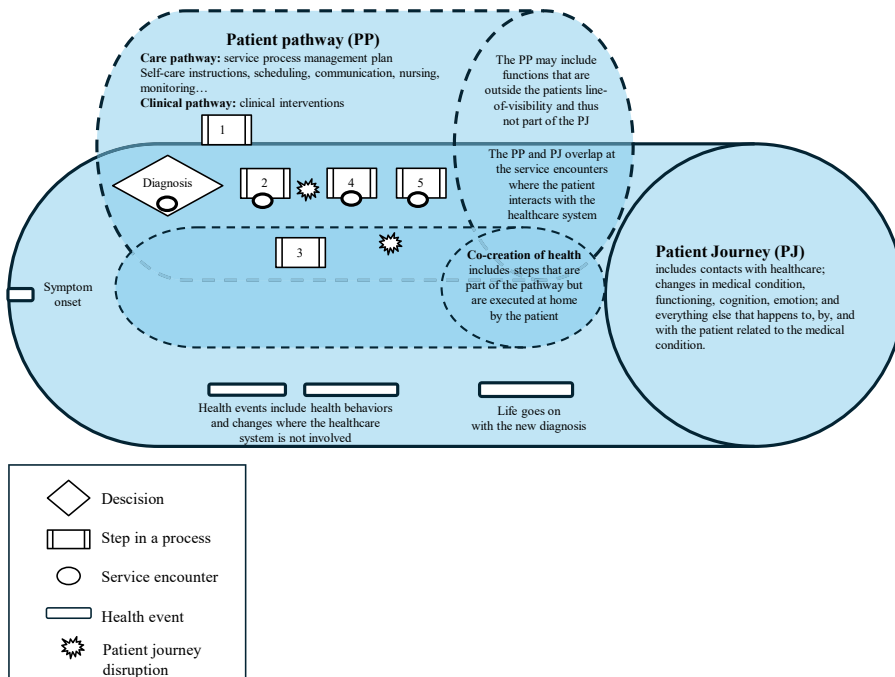 Patient pathway (PP)
Care pathway: service process management plan
Self-care instructions, scheduling, communication, nursing,
monitoring…
Clinical pathway: clinical interventions
The PP may include
functions that are
outside the patients line-
of-visibility and thus
not part of the PJ
1
The PP and PJ overlap at
the service encounters
where the patient
interacts with the
healthcare system
Diagnosis
2
4
5
3
Co-creation of health
includes steps that are
part of the pathway but
are executed at home
by the patient
Patient Journey (PJ)
includes contacts with healthcare;
changes in medical condition,
functioning, cognition, emotion; and
everything else that happens to, by, and
with the patient related to the medical
condition.
Symptom
onset
Health events include health behaviors
and changes where the healthcare
system is not involved
Life goes on
with the new diagnosis
Descision
Step in a process
Service encounter
Health event
Patient journey
disruption